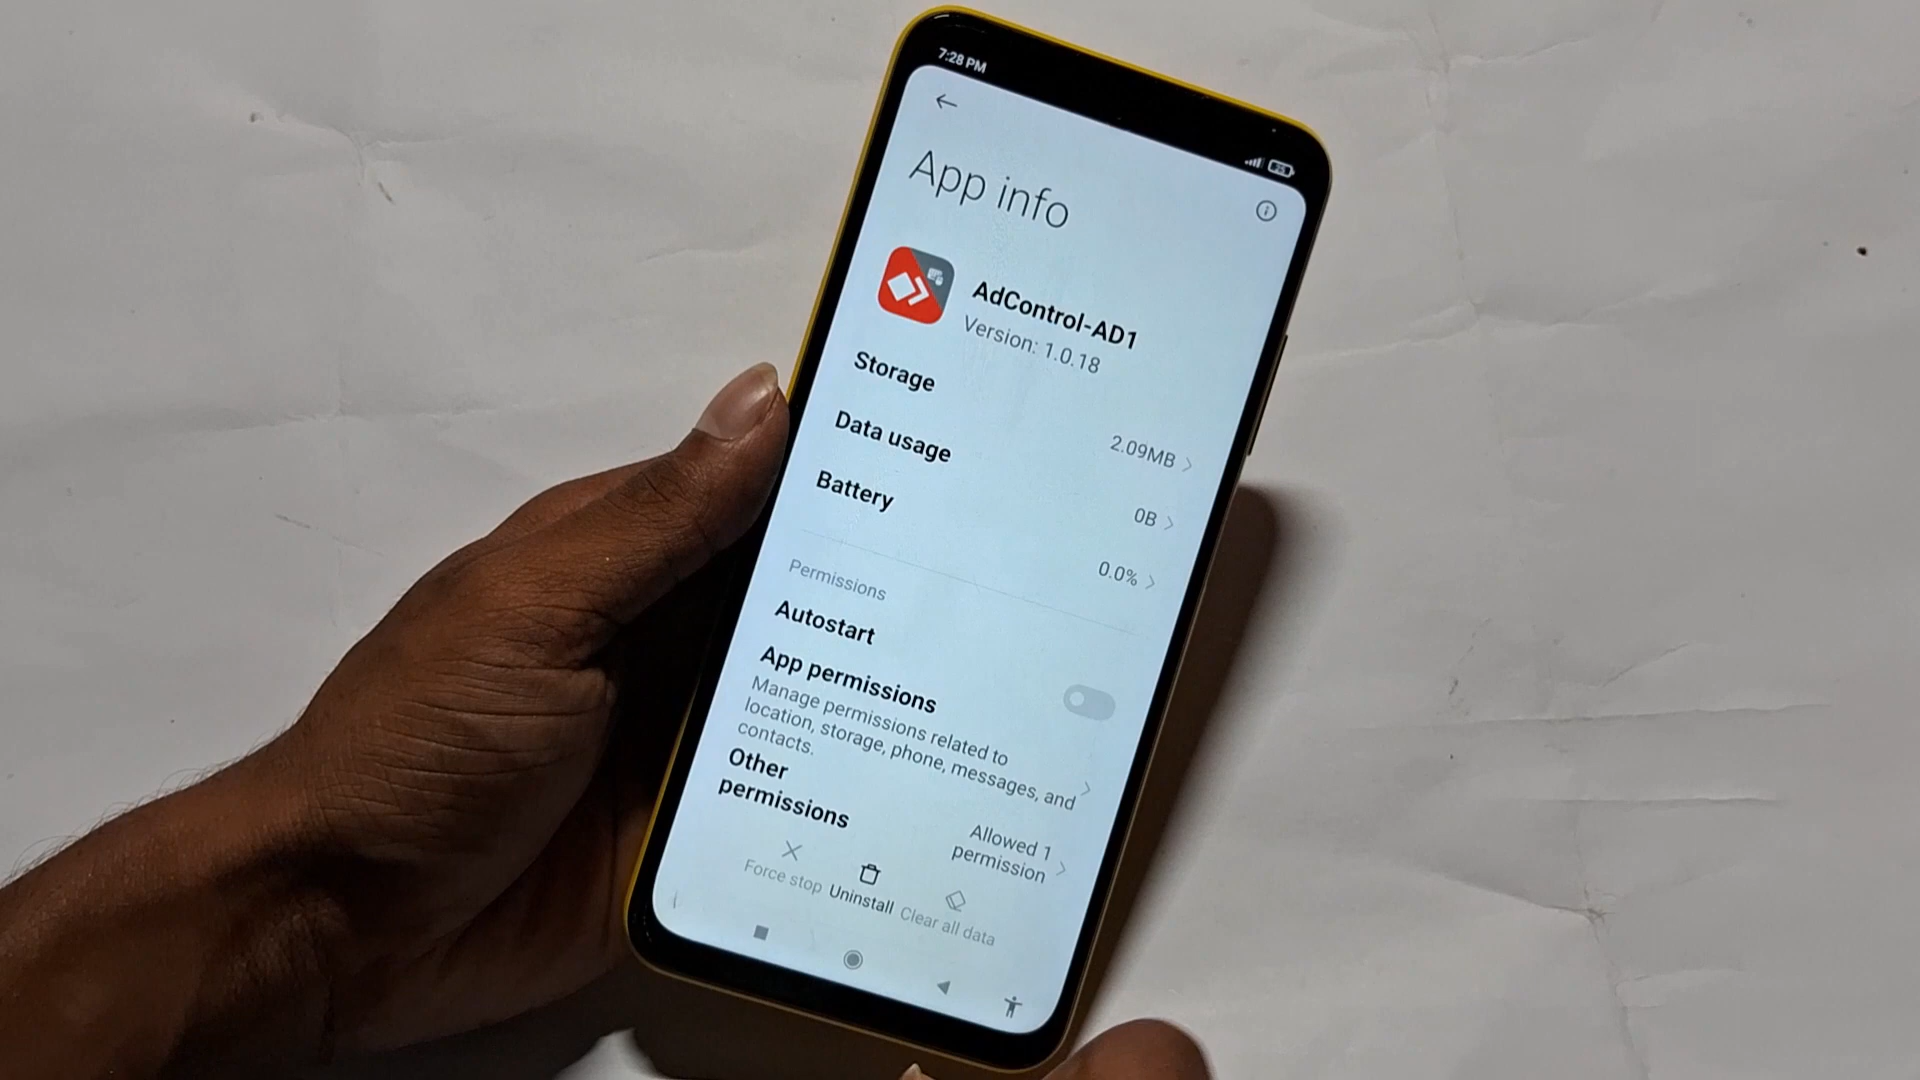 7:28 PM
25
App info
AdControl-AD1
Version: 1.0.18
Storage
2.09MB
Data usage
0B
Battery
0.0%
Permissions
Autostart
App permissions
Manage permissions related to
location, storage, phone, messages, and
contacts.
Other
permissions
Allowed 1
permission
Force stop
Uninstall
Clear all data